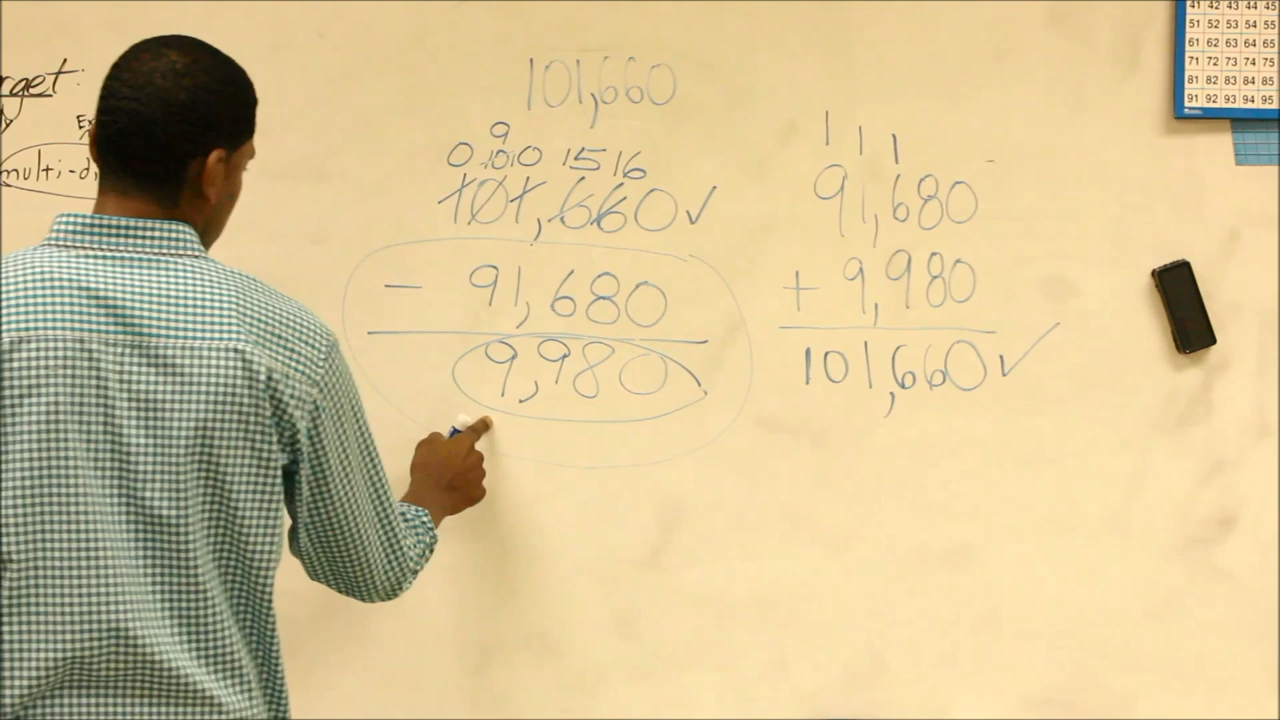 rget:
multi-di
101,660
9
0 10 10 15 16
101,660✓
- 91,680
9,980
1 1 1
91,680
+ 9,980
101,660✓
41 42 43 44 45
51 52 53 54 55
61 62 63 64 65
71 72 73 74 75
81 82 83 84 85
91 92 93 94 95